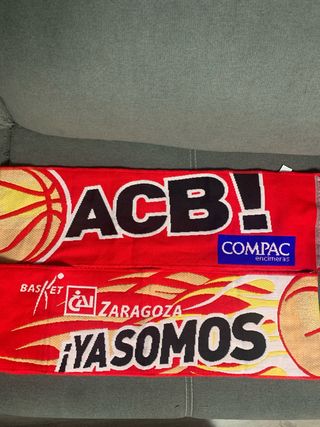 ACB!
COMPAC
encimeras
BASKET
CAI
ZARAGOZA
¡YA SOMOS